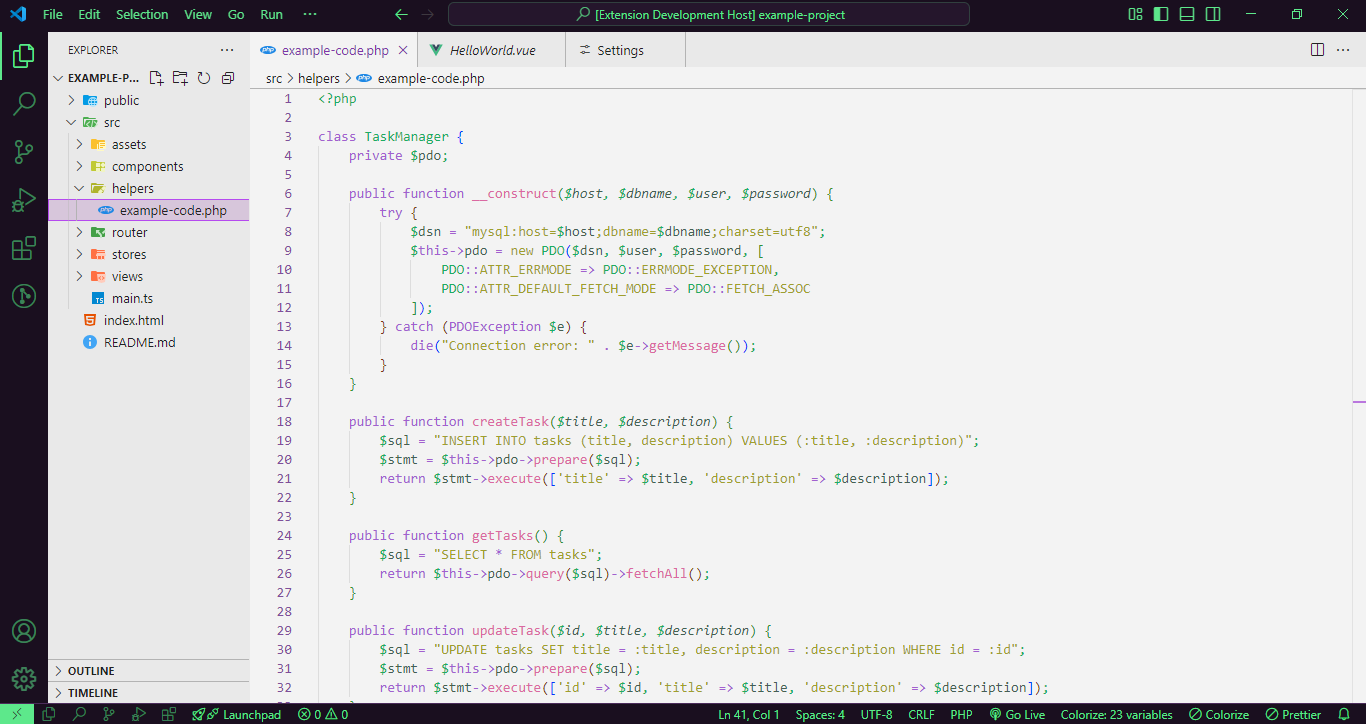 File Edit Selection View Go Run ···
[Extension Development Host] example-project
EXPLORER ···
EXAMPLE-P...
public
src
assets
components
helpers
example-code.php
router
stores
views
TS main.ts
index.html
README.md
OUTLINE
TIMELINE
php example-code.php
HelloWorld.vue
Settings
src > helpers > php example-code.php
1 <?php
2
3 class TaskManager {
4     private $pdo;
5
6     public function __construct($host, $dbname, $user, $password) {
7         try {
8             $dsn = "mysql:host=$host;dbname=$dbname;charset=utf8";
9             $this->pdo = new PDO($dsn, $user, $password, [
10                 PDO::ATTR_ERRMODE => PDO::ERRMODE_EXCEPTION,
11                 PDO::ATTR_DEFAULT_FETCH_MODE => PDO::FETCH_ASSOC
12             ]);
13         } catch (PDOException $e) {
14             die("Connection error: " . $e->getMessage());
15         }
16     }
17
18     public function createTask($title, $description) {
19         $sql = "INSERT INTO tasks (title, description) VALUES (:title, :description)";
20         $stmt = $this->pdo->prepare($sql);
21         return $stmt->execute(['title' => $title, 'description' => $description]);
22     }
23
24     public function getTasks() {
25         $sql = "SELECT * FROM tasks";
26         return $this->pdo->query($sql)->fetchAll();
27     }
28
29     public function updateTask($id, $title, $description) {
30         $sql = "UPDATE tasks SET title = :title, description = :description WHERE id = :id";
31         $stmt = $this->pdo->prepare($sql);
32         return $stmt->execute(['id' => $id, 'title' => $title, 'description' => $description]);
Launchpad 0 0
Ln 41, Col 1 Spaces: 4 UTF-8 CRLF PHP Go Live Colorize: 23 variables Colorize Prettier